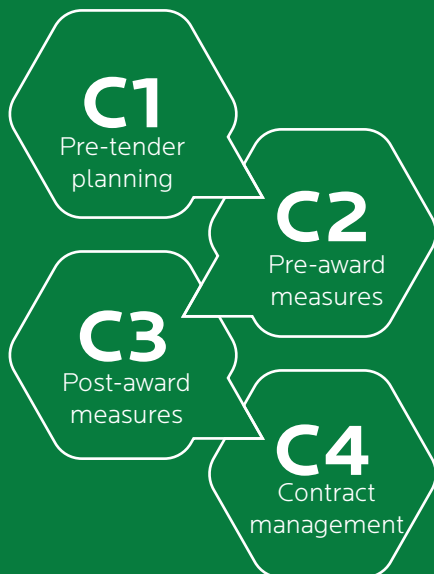 C1
Pre-tender
planning
C2
Pre-award
measures
C3
Post-award
measures
C4
Contract
management